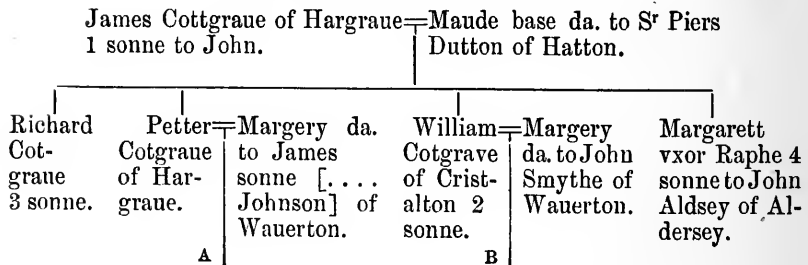 James Cottgraue of Hargraue
1 sonne to John.
Maude base da. to Sʳ Piers
Dutton of Hatton.
Richard
Cot-
graue
3 sonne.
Petter
Cotgraue
of Har-
graue.
Margery da.
to James
sonne [....
Johnson] of
Wauerton.
William
Cotgrave
of Crist-
alton 2
sonne.
Margery
da. to John
Smythe of
Wauerton.
Margarett
vxor Raphe 4
sonne to John
Aldsey of Al-
dersey.
A
B